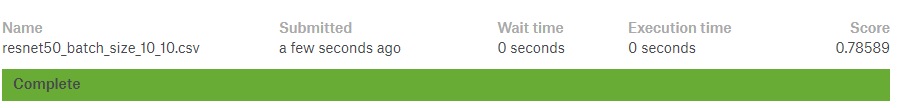 Name Submitted Wait time Execution time Score
resnet50_batch_size_10_10.csv a few seconds ago 0 seconds 0 seconds 0.78589
Complete